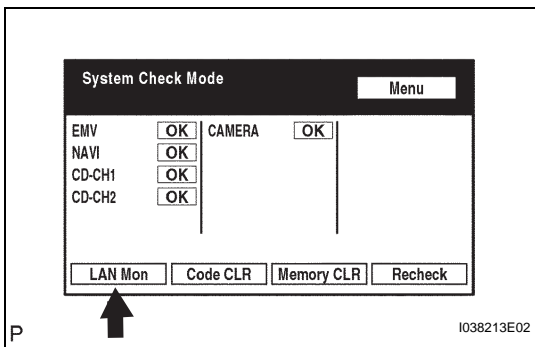 System Check Mode
Menu
EMV OK CAMERA OK
NAVI OK
CD-CH1 OK
CD-CH2 OK
LAN Mon Code CLR Memory CLR Recheck
P
I038213E02